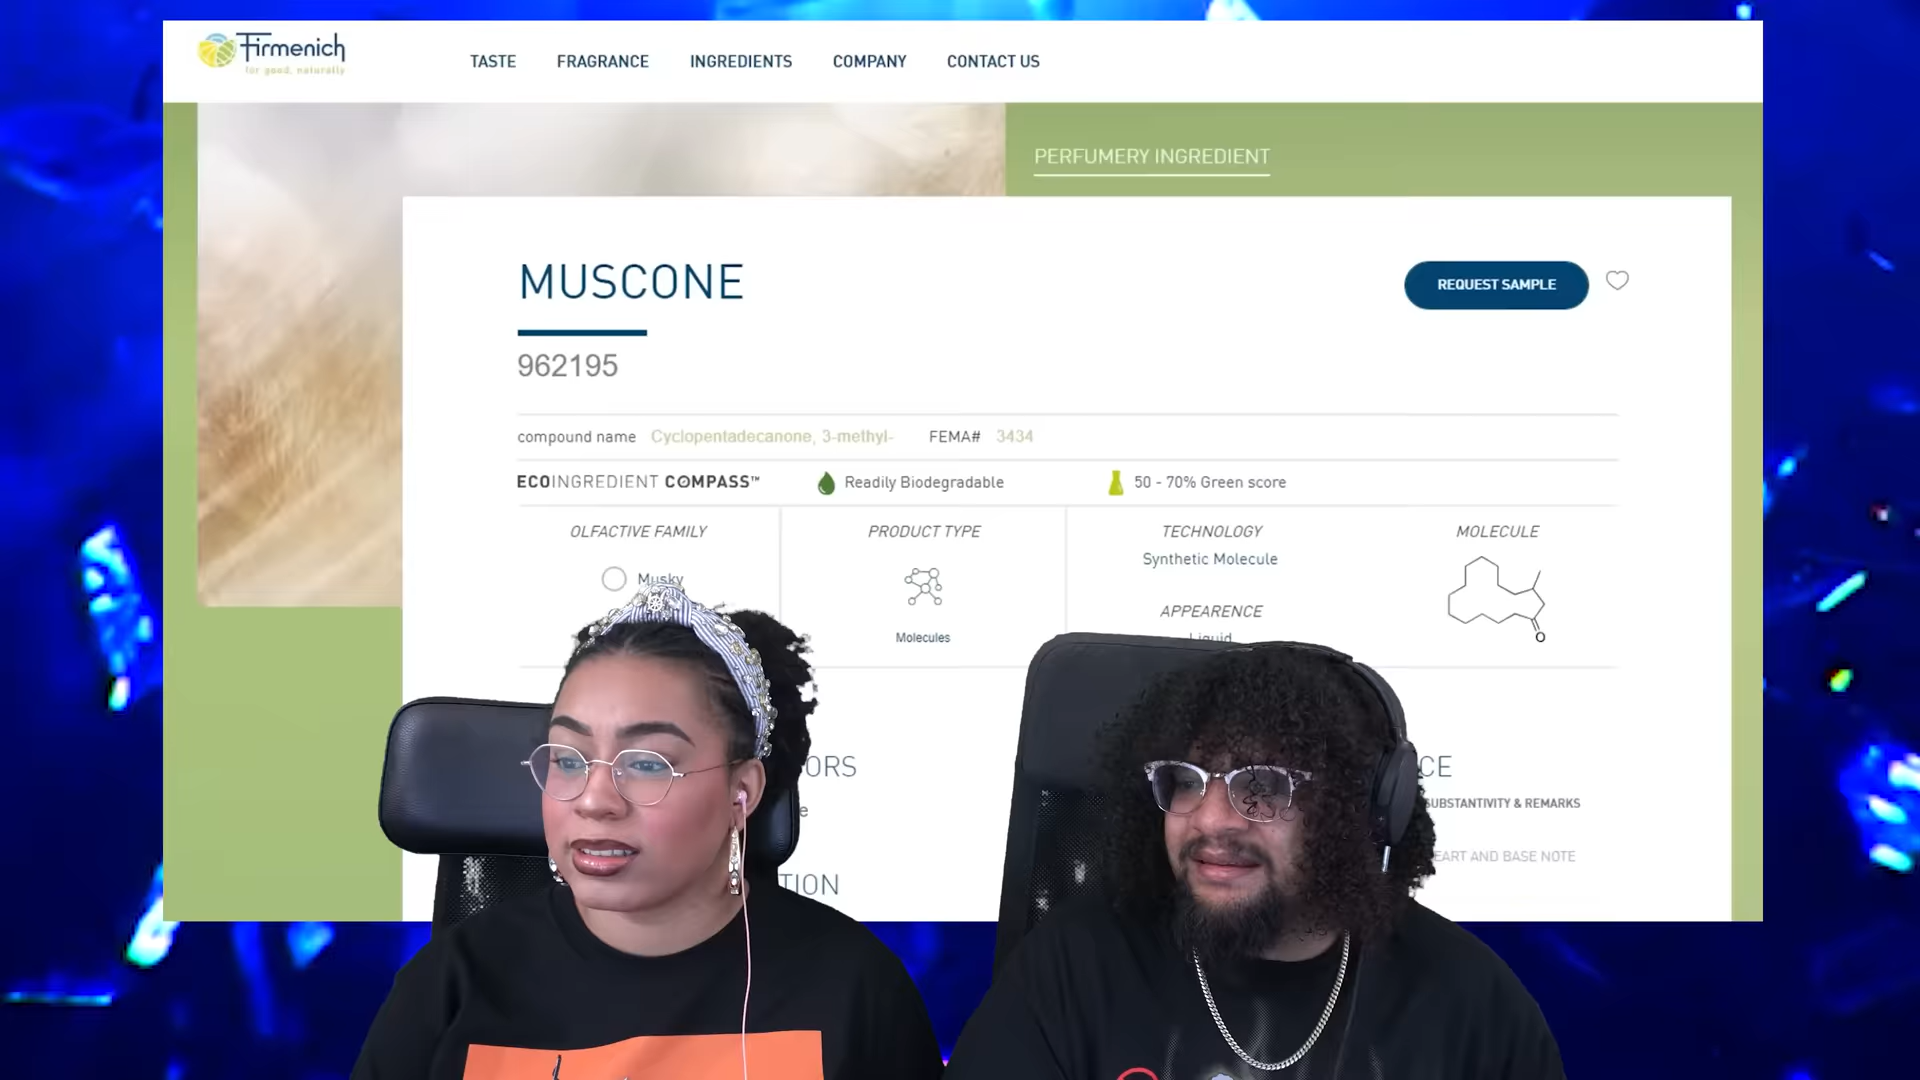 Firmenich
for good, naturally
TASTE FRAGRANCE INGREDIENTS COMPANY CONTACT US
PERFUMERY INGREDIENT
MUSCONE
REQUEST SAMPLE
962195
compound name Cyclopentadecanone, 3-methyl- FEMA# 3434
ECOINGREDIENT COMPASS™ Readily Biodegradable 50 - 70% Green score
OLFACTIVE FAMILY PRODUCT TYPE TECHNOLOGY MOLECULE
Synthetic Molecule
Musky
APPEARENCE
Molecules Liquid
O
ORS CE
SUBSTANTIVITY & REMARKS
e
EART AND BASE NOTE
TION